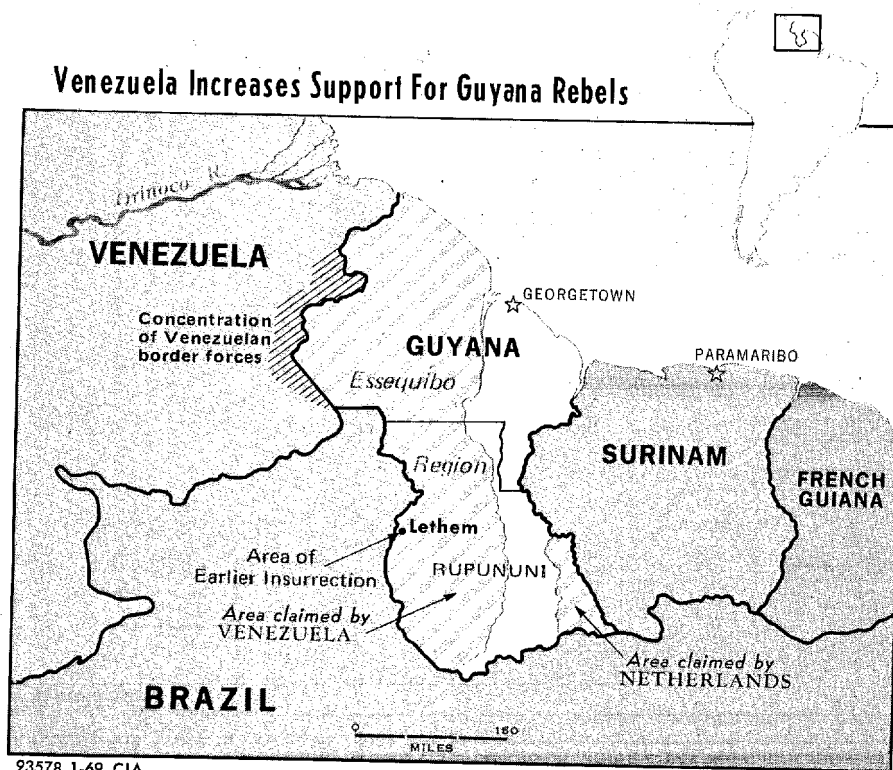 Venezuela Increases Support For Guyana Rebels
Orinoco R.
VENEZUELA
GEORGETOWN
Concentration
of Venezuelan
border forces
GUYANA
PARAMARIBO
Essequibo
SURINAM
Region
FRENCH
GUIANA
Lethem
Area of
Earlier Insurrection
RUPUNUNI
Area claimed by
VENEZUELA
Area claimed by
NETHERLANDS
BRAZIL
0 150
MILES
93578 1-69 CIA